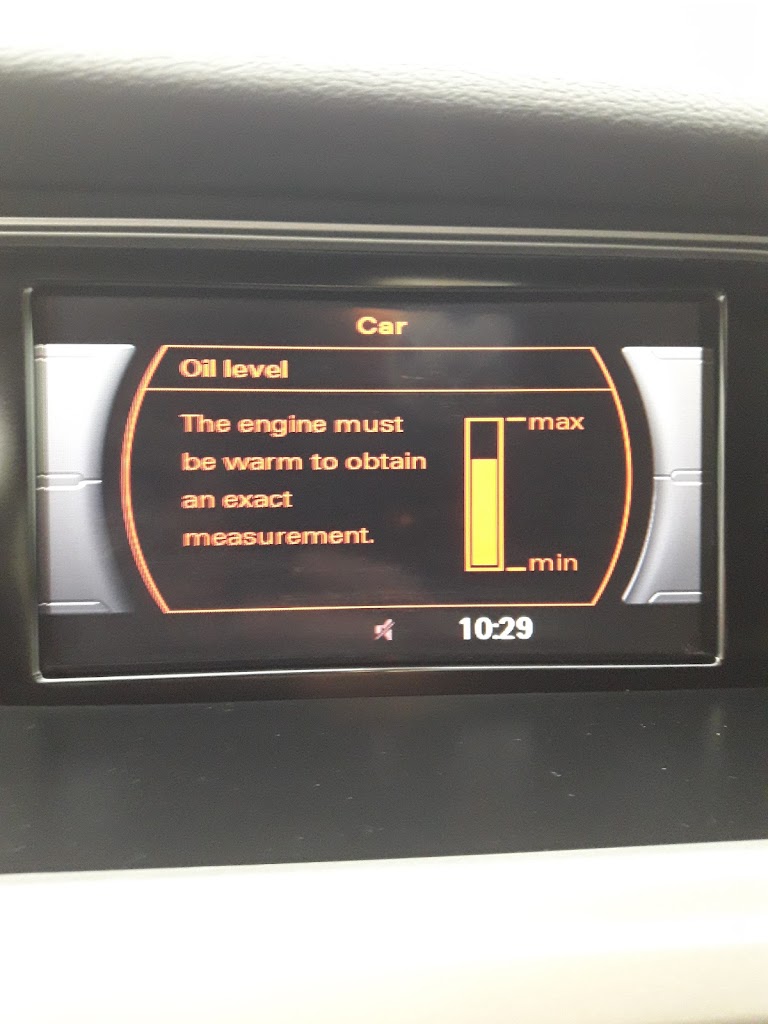 Car
Oil level
The engine must
be warm to obtain
an exact
measurement.
max
min
10:29